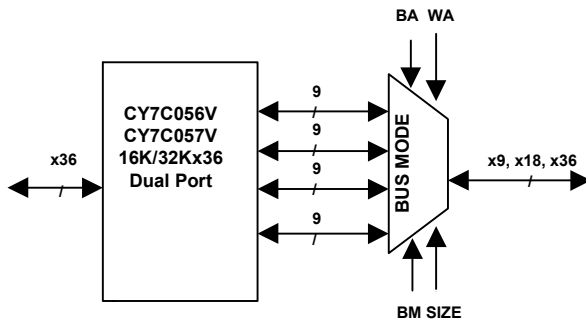 BA WA
CY7C056V
CY7C057V
16K/32Kx36
Dual Port
x36
9
9
9
9
BUS MODE
x9, x18, x36
BM SIZE